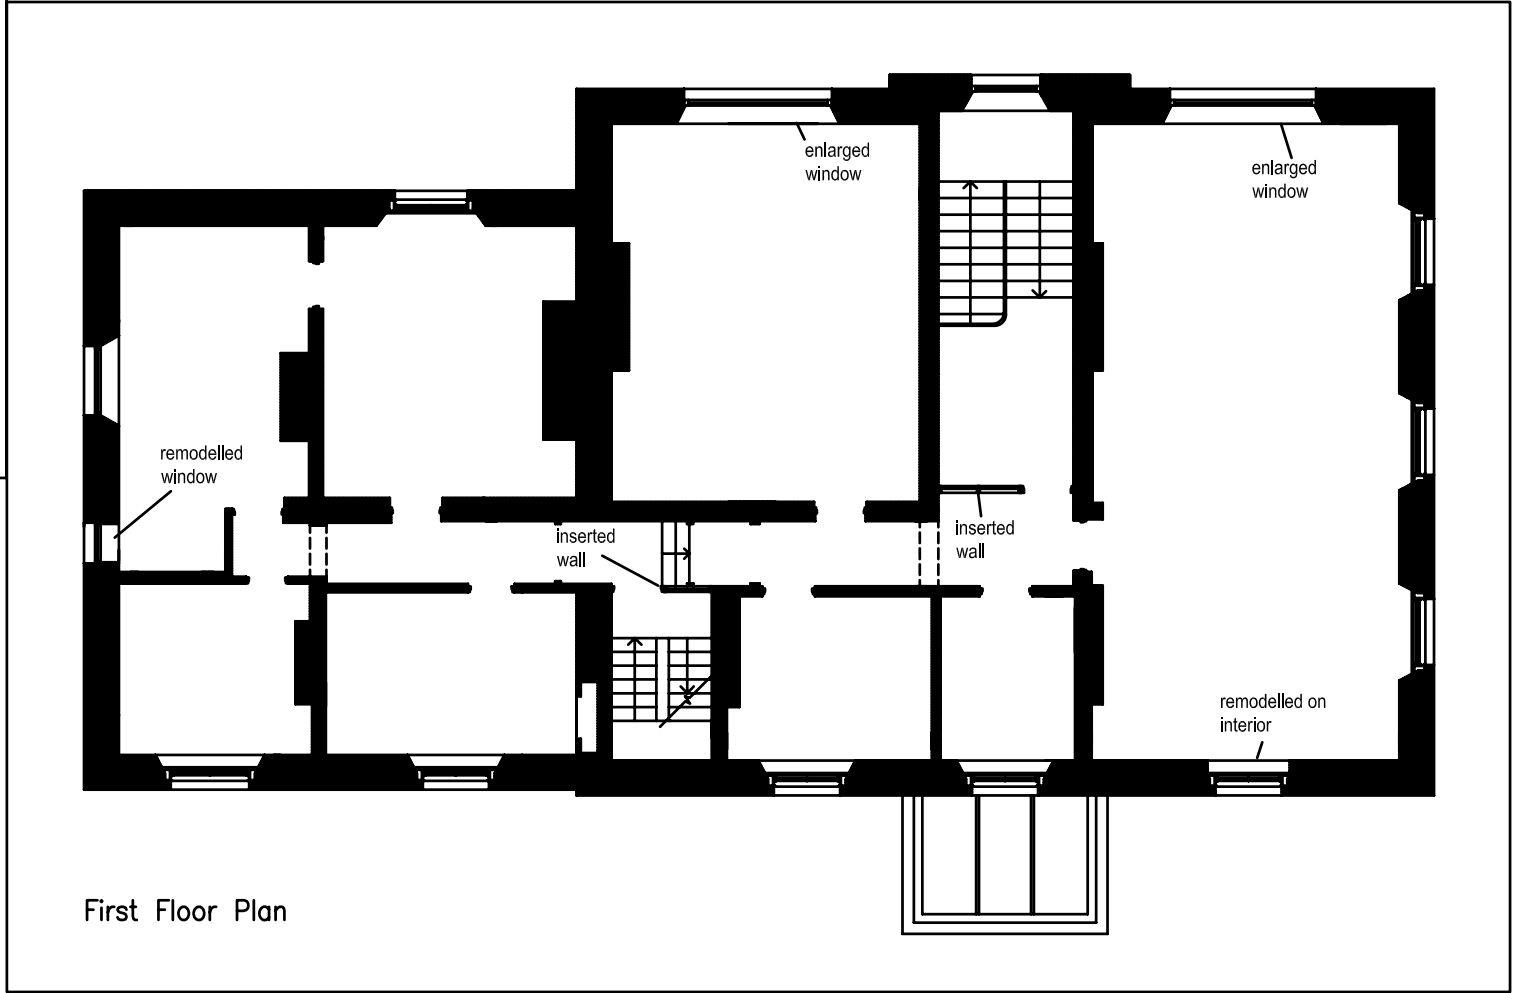 enlarged
window
enlarged
window
remodelled
window
inserted
wall
inserted
wall
remodelled on
interior
First Floor Plan